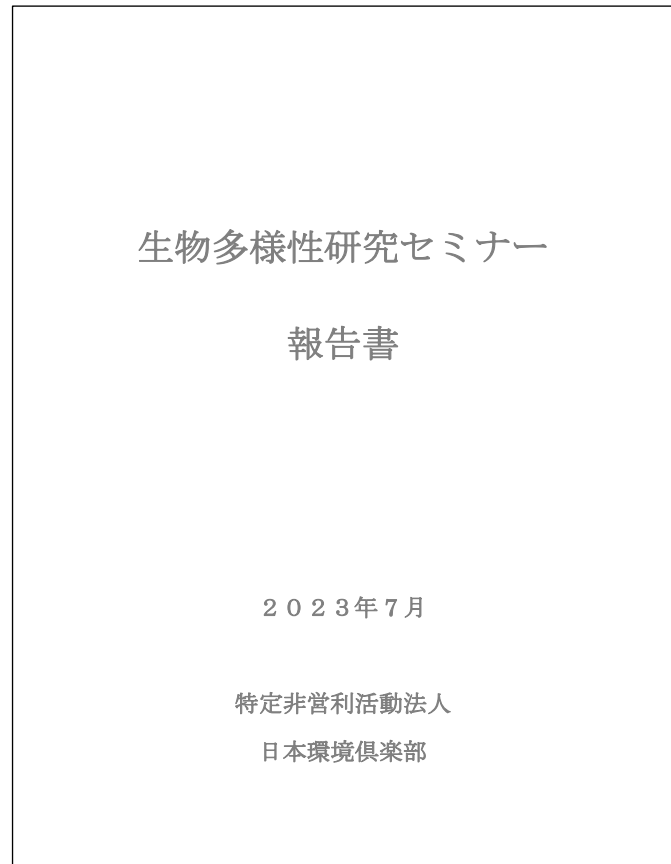 生物多様性研究セミナー
報告書
２０２３年７月
特定非営利活動法人
日本環境倶楽部